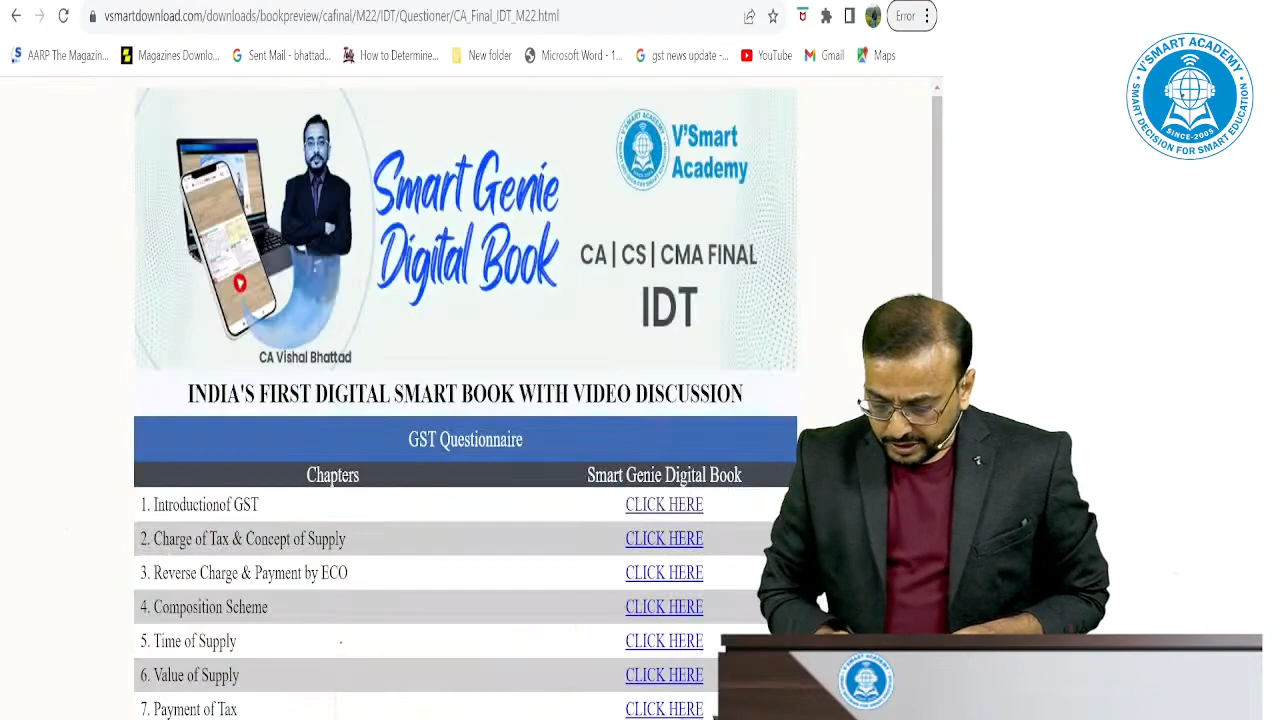 vsmartdownload.com/downloads/bookpreview/cafinal/M22/IDT/Questioner/CA_Final_IDT_M22.html
Error
AARP The Magazin...
Magazines Downlo...
Sent Mail - bhattad...
How to Determine...
New folder
Microsoft Word - 1...
gst news update -...
YouTube
Gmail
Maps
V'SMART ACADEMY
SMART DECISION FOR SMART EDUCATION
SINCE-2005
V'Smart
Academy
Smart Genie
Digital Book
CA | CS | CMA FINAL
IDT
CA Vishal Bhattad
INDIA'S FIRST DIGITAL SMART BOOK WITH VIDEO DISCUSSION
GST Questionnaire
Chapters Smart Genie Digital Book
1. Introductionof GST CLICK HERE
2. Charge of Tax & Concept of Supply CLICK HERE
3. Reverse Charge & Payment by ECO CLICK HERE
4. Composition Scheme CLICK HERE
5. Time of Supply CLICK HERE
6. Value of Supply CLICK HERE
7. Payment of Tax CLICK HERE